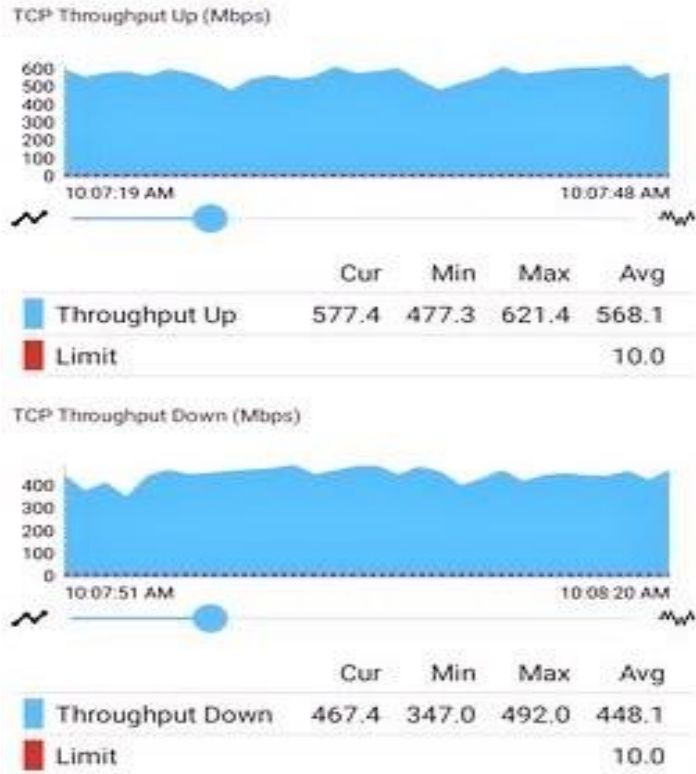 TCP Throughput Up (Mbps)
600
500
400
300
200
100
0
10:07:19 AM 10:07:48 AM
Cur Min Max Avg
Throughput Up 577.4 477.3 621.4 568.1
Limit 10.0
TCP Throughput Down (Mbps)
400
300
200
100
0
10:07:51 AM 10:08:20 AM
Cur Min Max Avg
Throughput Down 467.4 347.0 492.0 448.1
Limit 10.0